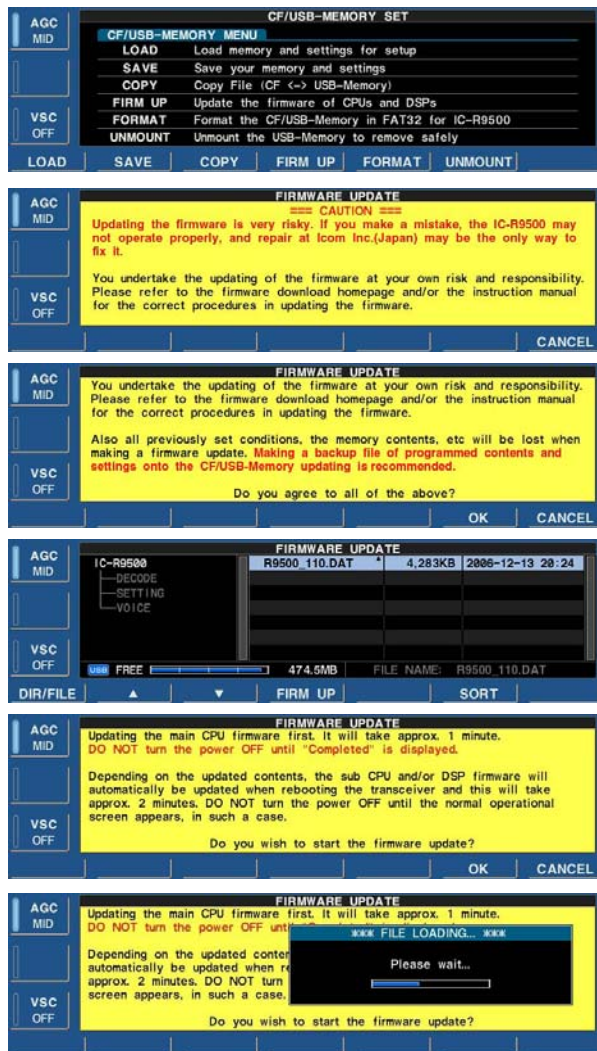 CF/USB-MEMORY SET
AGC
MID
CF/USB-MEMORY MENU
LOAD Load memory and settings for setup
SAVE Save your memory and settings
COPY Copy File (CF <-> USB-Memory)
FIRM UP Update the firmware of CPUs and DSPs
VSC
OFF
FORMAT Format the CF/USB-Memory in FAT32 for IC-R9500
UNMOUNT Unmount the USB-Memory to remove safely
LOAD SAVE COPY FIRM UP FORMAT UNMOUNT
FIRMWARE UPDATE
AGC
MID
=== CAUTION ===
Updating the firmware is very risky. If you make a mistake, the IC-R9500 may
not operate properly, and repair at Icom Inc.(Japan) may be the only way to
fix it.
You undertake the updating of the firmware at your own risk and responsibility.
Please refer to the firmware download homepage and/or the instruction manual
for the correct procedures in updating the firmware.
VSC
OFF
CANCEL
FIRMWARE UPDATE
AGC
MID
You undertake the updating of the firmware at your own risk and responsibility.
Please refer to the firmware download homepage and/or the instruction manual
for the correct procedures in updating the firmware.
Also all previously set conditions, the memory contents, etc will be lost when
making a firmware update. Making a backup file of programmed contents and
settings onto the CF/USB-Memory updating is recommended.
VSC
OFF
Do you agree to all of the above?
OK CANCEL
FIRMWARE UPDATE
AGC
MID
IC-R9500 R9500_110.DAT * 4,283KB 2006-12-13 20:24
DECODE
SETTING
VOICE
VSC
OFF
USB FREE 474.5MB FILE NAME: R9500_110.DAT
DIR/FILE ▲ ▼ FIRM UP SORT
FIRMWARE UPDATE
AGC
MID
Updating the main CPU firmware first. It will take approx. 1 minute.
DO NOT turn the power OFF until "Completed" is displayed.
Depending on the updated contents, the sub CPU and/or DSP firmware will
automatically be updated when rebooting the transceiver and this will take
approx. 2 minutes. DO NOT turn the power OFF until the normal operational
screen appears, in such a case.
VSC
OFF
Do you wish to start the firmware update?
OK CANCEL
FIRMWARE UPDATE
AGC
MID
Updating the main CPU firmware first. It will take approx. 1 minute.
DO NOT turn the power OFF
*** FILE LOADING... ***
Depending on the updated
automatically be updated when
approx. 2 minutes. DO NOT turn
screen appears, in such a case.
Please wait...
VSC
OFF
Do you wish to start the firmware update?